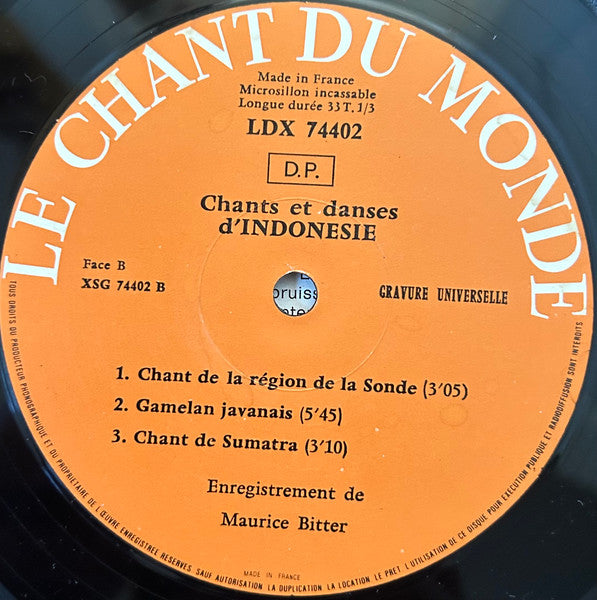 LE CHANT DU MONDE
Made in France
Microsillon incassable
Longue durée 33 T. 1/3
LDX 74402
D.P.
Chants et danses
d'INDONESIE
Face B
XSG 74402 B
GRAVURE UNIVERSELLE
1. Chant de la région de la Sonde (3'05)
2. Gamelan javanais (5'45)
3. Chant de Sumatra (3'10)
Enregistrement de
Maurice Bitter
TOUS DROITS DU PRODUCTEUR PHONOGRAPHIQUE ET DU PROPRIETAIRE DE L'ŒUVRE ENREGISTREE RESERVES SAUF AUTORISATION LA DUPLICATION LA LOCATION LE PRET L'UTILISATION DE CE DISQUE POUR EXECUTION PUBLIQUE ET RADIODIFFUSION SONT INTERDITS
MADE IN FRANCE